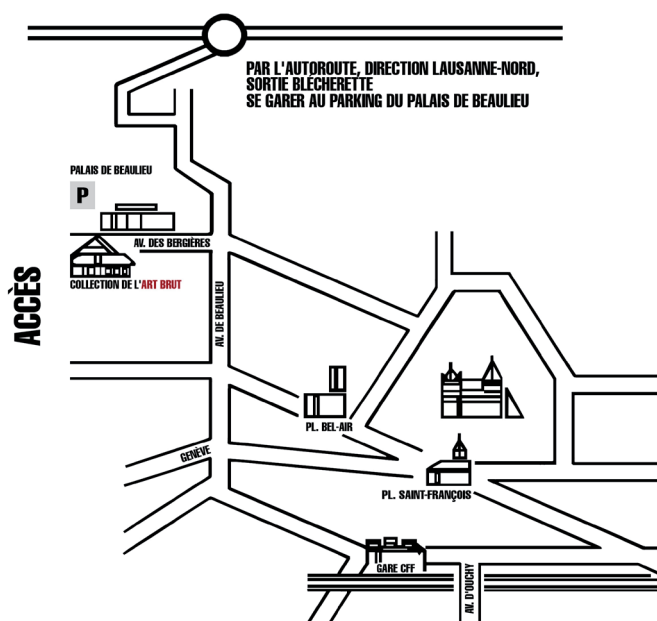 PAR L'AUTOROUTE, DIRECTION LAUSANNE-NORD,
SORTIE BLÉCHERETTE
SE GARER AU PARKING DU PALAIS DE BEAULIEU
PALAIS DE BEAULIEU
P
AV. DES BERGIÈRES
COLLECTION DE L'ART BRUT
ACCÈS
AV. DE BEAULIEU
PL. BEL-AIR
GENÈVE
PL. SAINT-FRANÇOIS
GARE CFF
AV. D'OUCHY